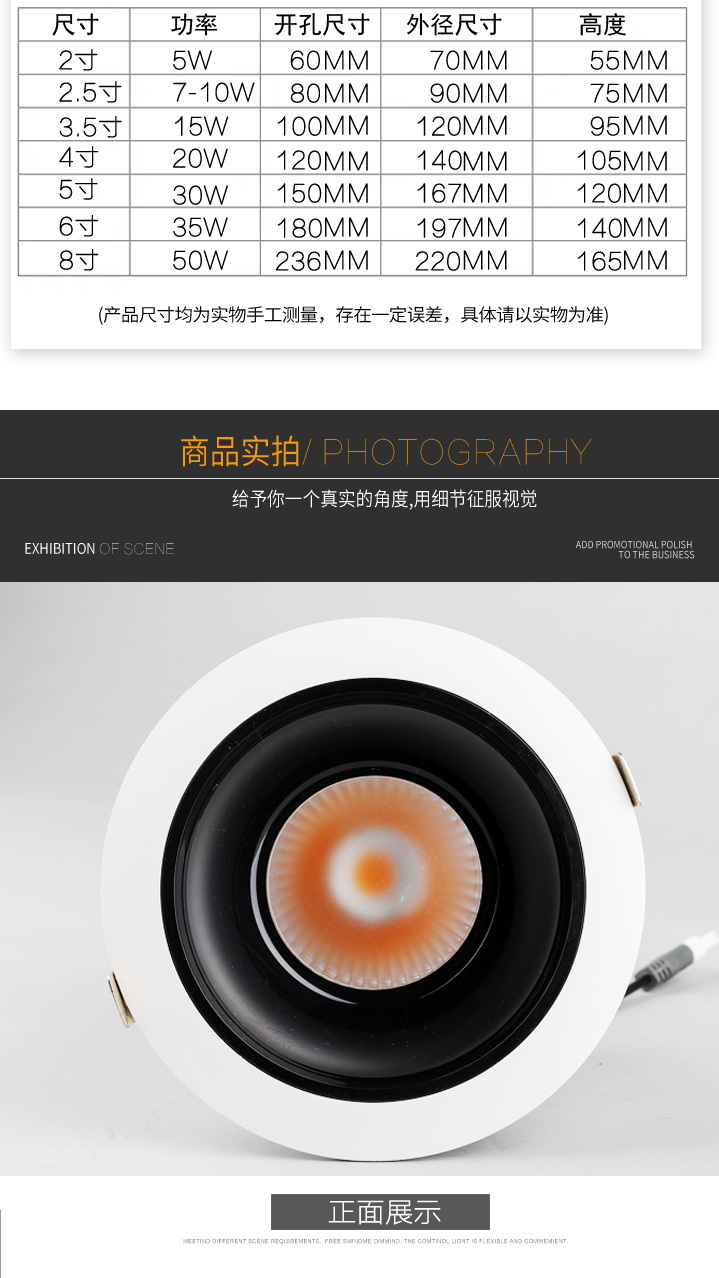 尺寸 功率 开孔尺寸 外径尺寸 高度
2寸 5W 60MM 70MM 55MM
2.5寸 7-10W 80MM 90MM 75MM
3.5寸 15W 100MM 120MM 95MM
4寸 20W 120MM 140MM 105MM
5寸 30W 150MM 167MM 120MM
6寸 35W 180MM 197MM 140MM
8寸 50W 236MM 220MM 165MM
(产品尺寸均为实物手工测量，存在一定误差，具体请以实物为准)
商品实拍/ PHOTOGRAPHY
给予你一个真实的角度,用细节征服视觉
EXHIBITION OF SCENE
ADD PROMOTIONAL POLISH
TO THE BUSINESS
正面展示
MEETING DIFFERENT SCENE REQUIREMENTS, FREE SMINOME DIMMIND, THE COMTINOL LIONT IS FLEXIBLE AND COMWEMIENT.